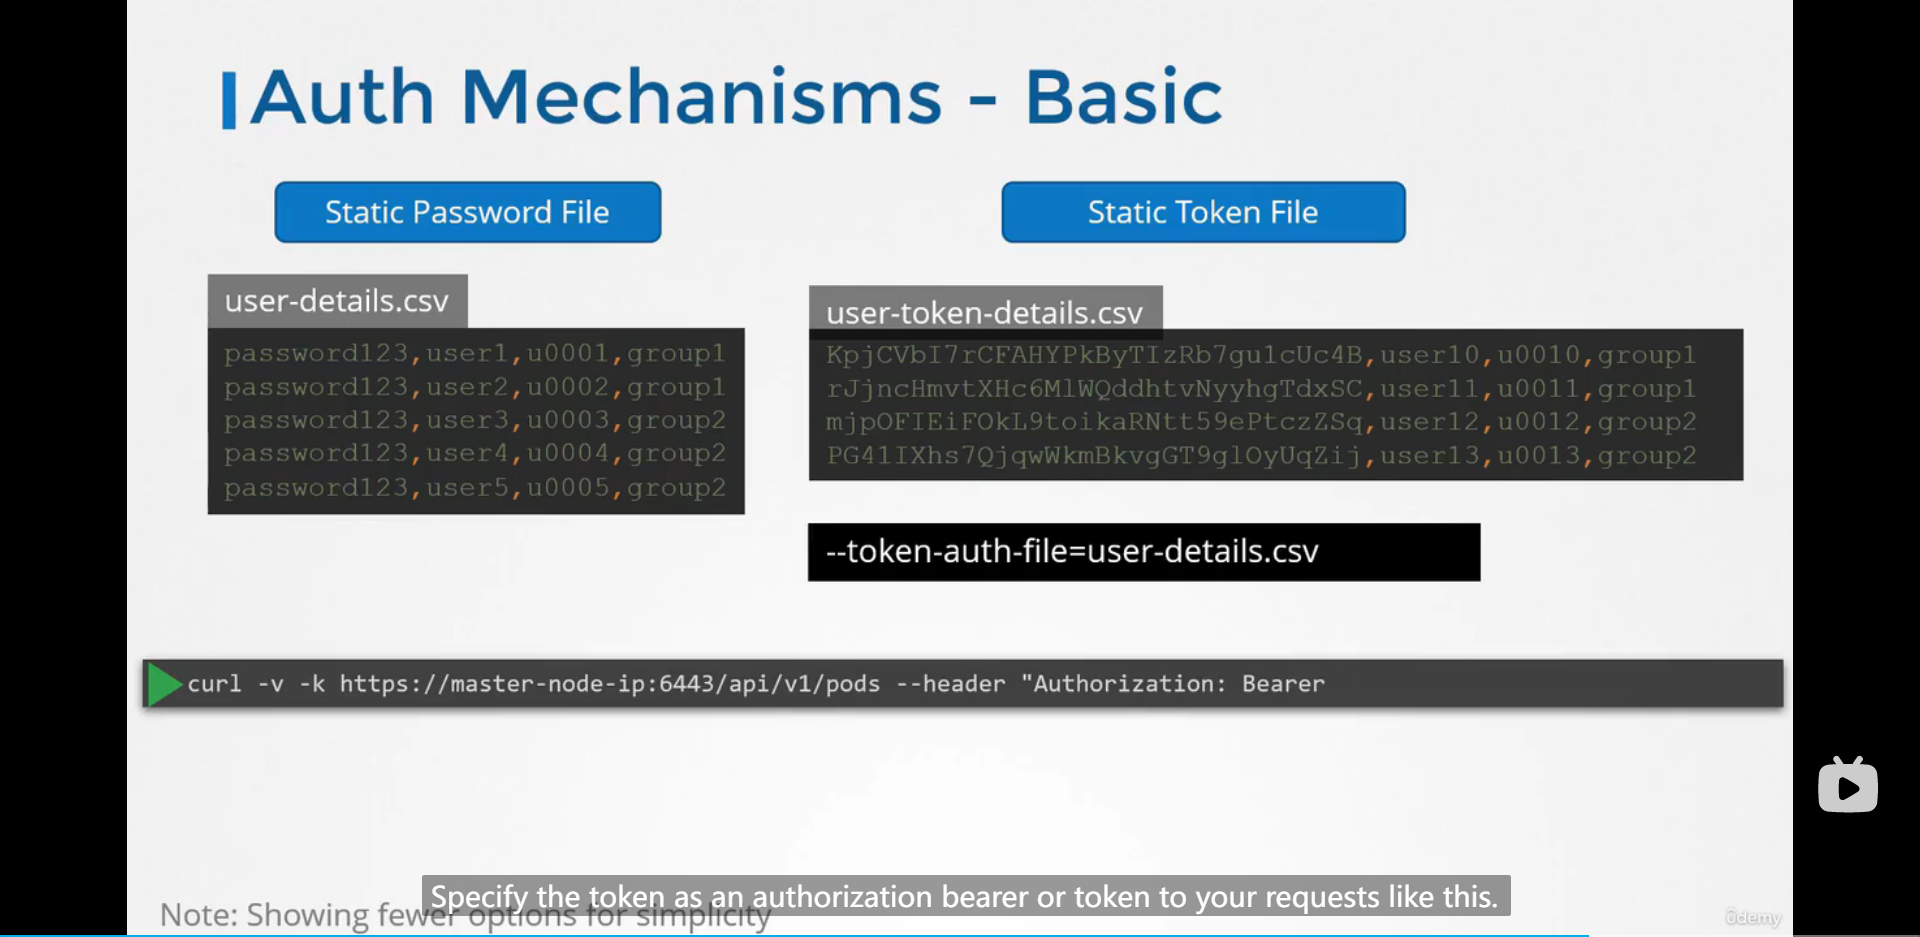 Auth Mechanisms - Basic
Static Password File
Static Token File
user-details.csv
password123,user1,u0001,group1
password123,user2,u0002,group1
password123,user3,u0003,group2
password123,user4,u0004,group2
password123,user5,u0005,group2
user-token-details.csv
KpjCVbI7rCFAHYPkByTIzRb7gu1cUc4B,user10,u0010,group1
rJjncHmvtXHc6MlWQddhtvNyyhgTdxSC,user11,u0011,group1
mjpOFIEiFOkL9toikaRNtt59ePtczZSq,user12,u0012,group2
PG41IXhs7QjqwWkmBkvgGT9glOyUqZij,user13,u0013,group2
--token-auth-file=user-details.csv
curl -v -k https://master-node-ip:6443/api/v1/pods --header "Authorization: Bearer
Specify the token as an authorization bearer or token to your requests like this.
Note: Showing fewer options for simplicity
ûdemy